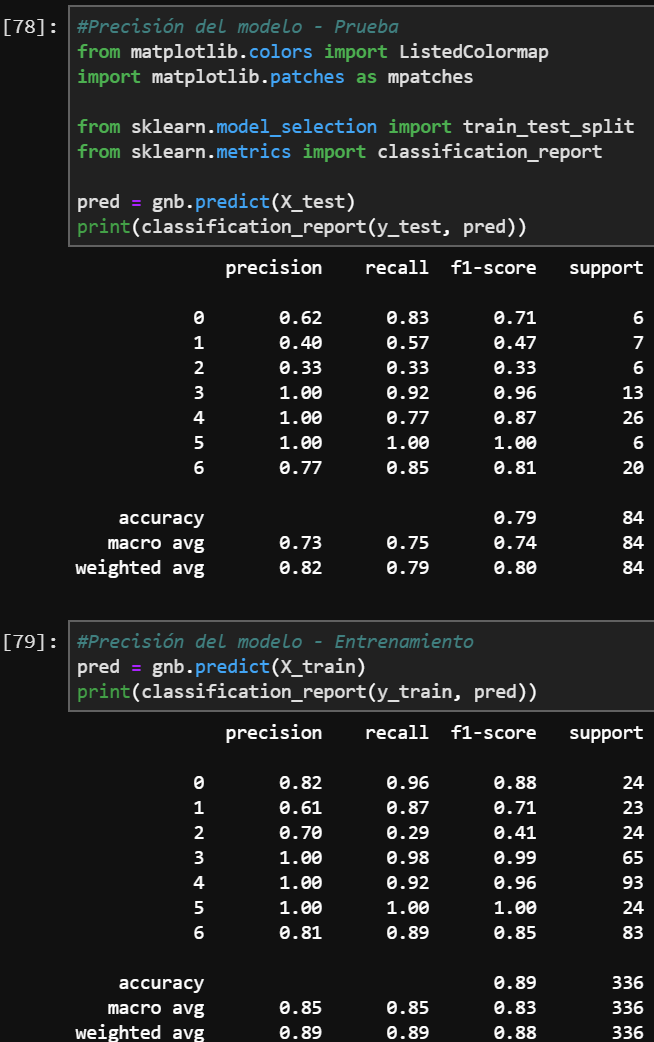 [78]: #Precisión del modelo - Prueba
from matplotlib.colors import ListedColormap
import matplotlib.patches as mpatches
from sklearn.model_selection import train_test_split
from sklearn.metrics import classification_report
pred = gnb.predict(X_test)
print(classification_report(y_test, pred))
precision recall f1-score support
0 0.62 0.83 0.71 6
1 0.40 0.57 0.47 7
2 0.33 0.33 0.33 6
3 1.00 0.92 0.96 13
4 1.00 0.77 0.87 26
5 1.00 1.00 1.00 6
6 0.77 0.85 0.81 20
accuracy 0.79 84
macro avg 0.73 0.75 0.74 84
weighted avg 0.82 0.79 0.80 84
[79]: #Precisión del modelo - Entrenamiento
pred = gnb.predict(X_train)
print(classification_report(y_train, pred))
precision recall f1-score support
0 0.82 0.96 0.88 24
1 0.61 0.87 0.71 23
2 0.70 0.29 0.41 24
3 1.00 0.98 0.99 65
4 1.00 0.92 0.96 93
5 1.00 1.00 1.00 24
6 0.81 0.89 0.85 83
accuracy 0.89 336
macro avg 0.85 0.85 0.83 336
weighted avg 0.89 0.89 0.88 336